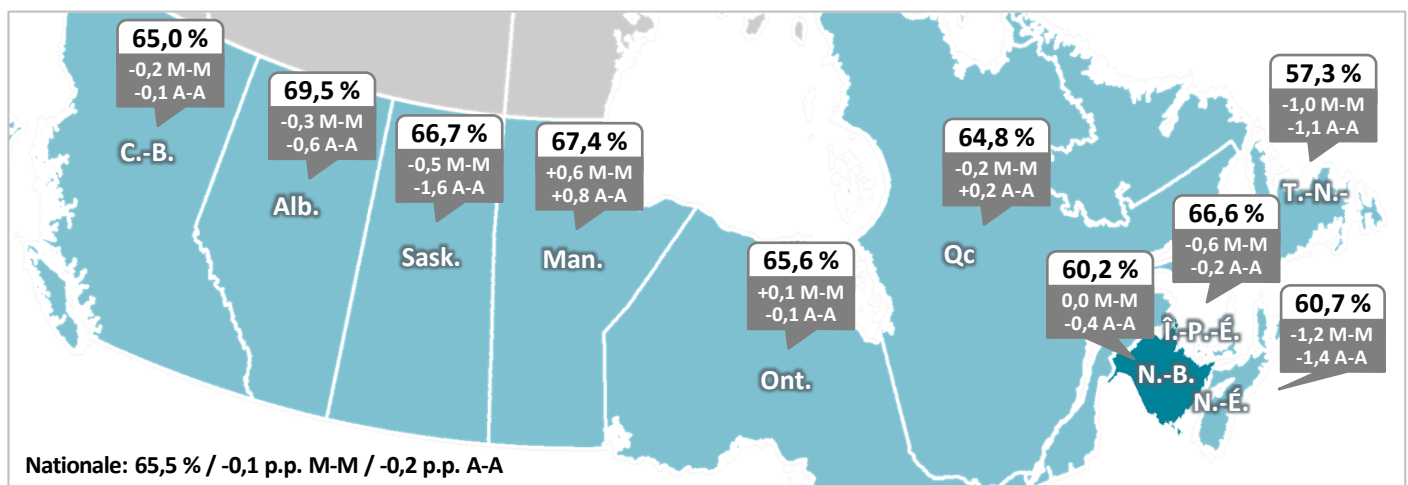 65,0 %
-0,2 M-M
-0,1 A-A
C.-B.
69,5 %
-0,3 M-M
-0,6 A-A
Alb.
66,7 %
-0,5 M-M
-1,6 A-A
Sask.
67,4 %
+0,6 M-M
+0,8 A-A
Man.
65,6 %
+0,1 M-M
-0,1 A-A
Ont.
64,8 %
-0,2 M-M
+0,2 A-A
Qc
57,3 %
-1,0 M-M
-1,1 A-A
T.-N.-
66,6 %
-0,6 M-M
-0,2 A-A
Î.-P.-É.
60,2 %
0,0 M-M
-0,4 A-A
N.-B.
60,7 %
-1,2 M-M
-1,4 A-A
N.-É.
Nationale: 65,5 % / -0,1 p.p. M-M / -0,2 p.p. A-A